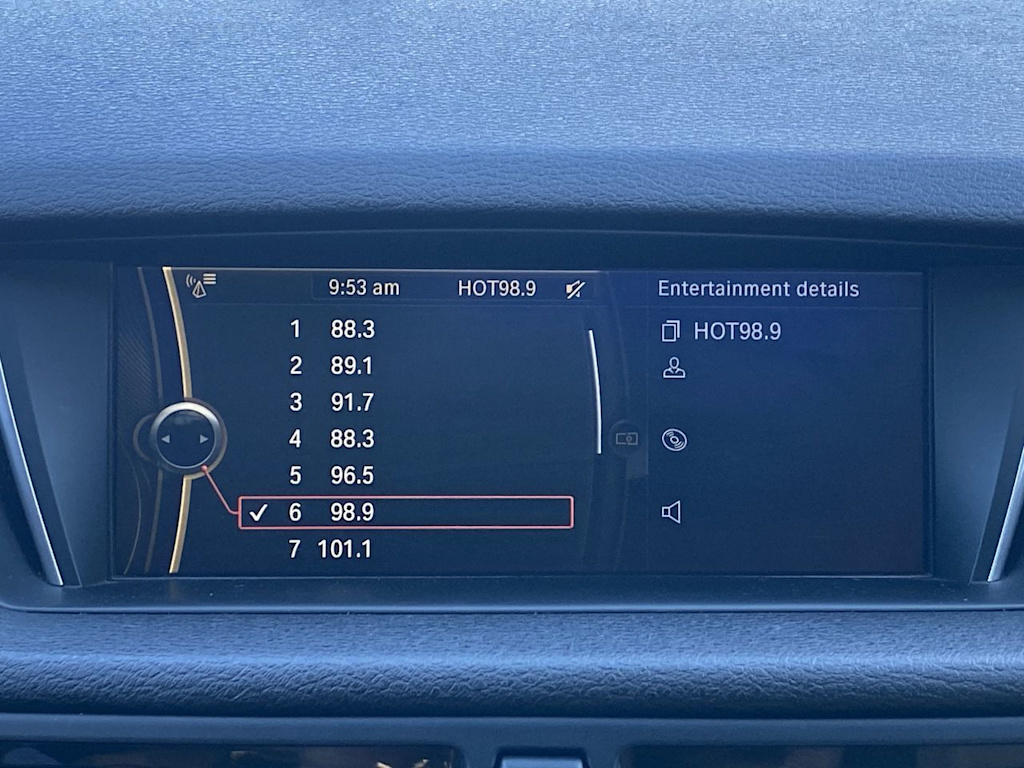 9:53 am HOT98.9 Entertainment details
1 88.3
2 89.1
3 91.7
4 88.3
5 96.5
✓ 6 98.9
7 101.1
HOT98.9